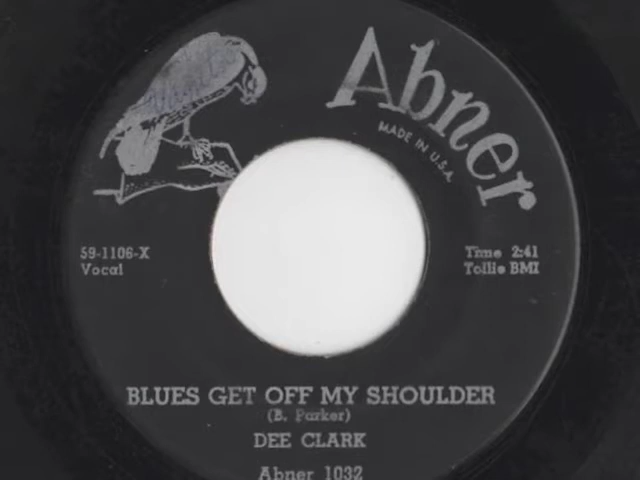 Abner
MADE IN U.S.A.
59-1106-X
Vocal
Time 2:41
Tollie BMI
BLUES GET OFF MY SHOULDER
(B. Parker)
DEE CLARK
Abner 1032